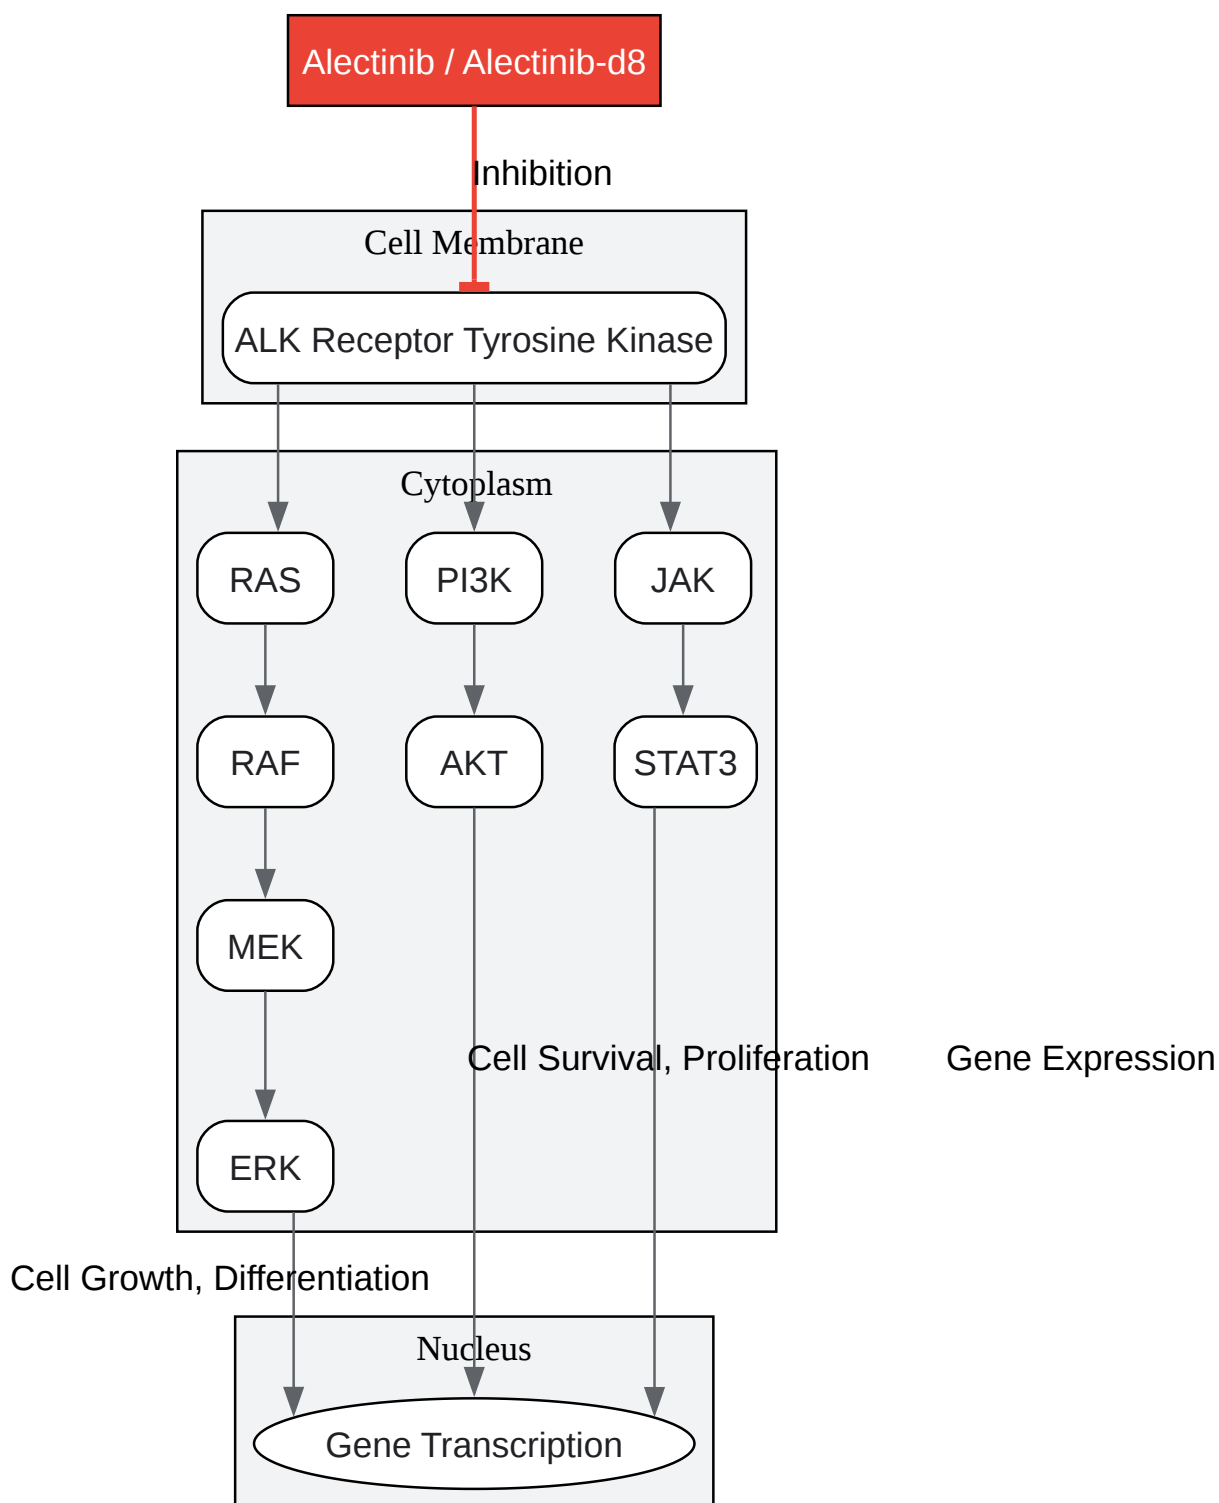 Alectinib / Alectinib-d8
Inhibition
Cell Membrane
ALK Receptor Tyrosine Kinase
Cytoplasm
RAS
PI3K
JAK
RAF
AKT
STAT3
MEK
Cell Survival, Proliferation
Gene Expression
ERK
Cell Growth, Differentiation
Nucleus
Gene Transcription